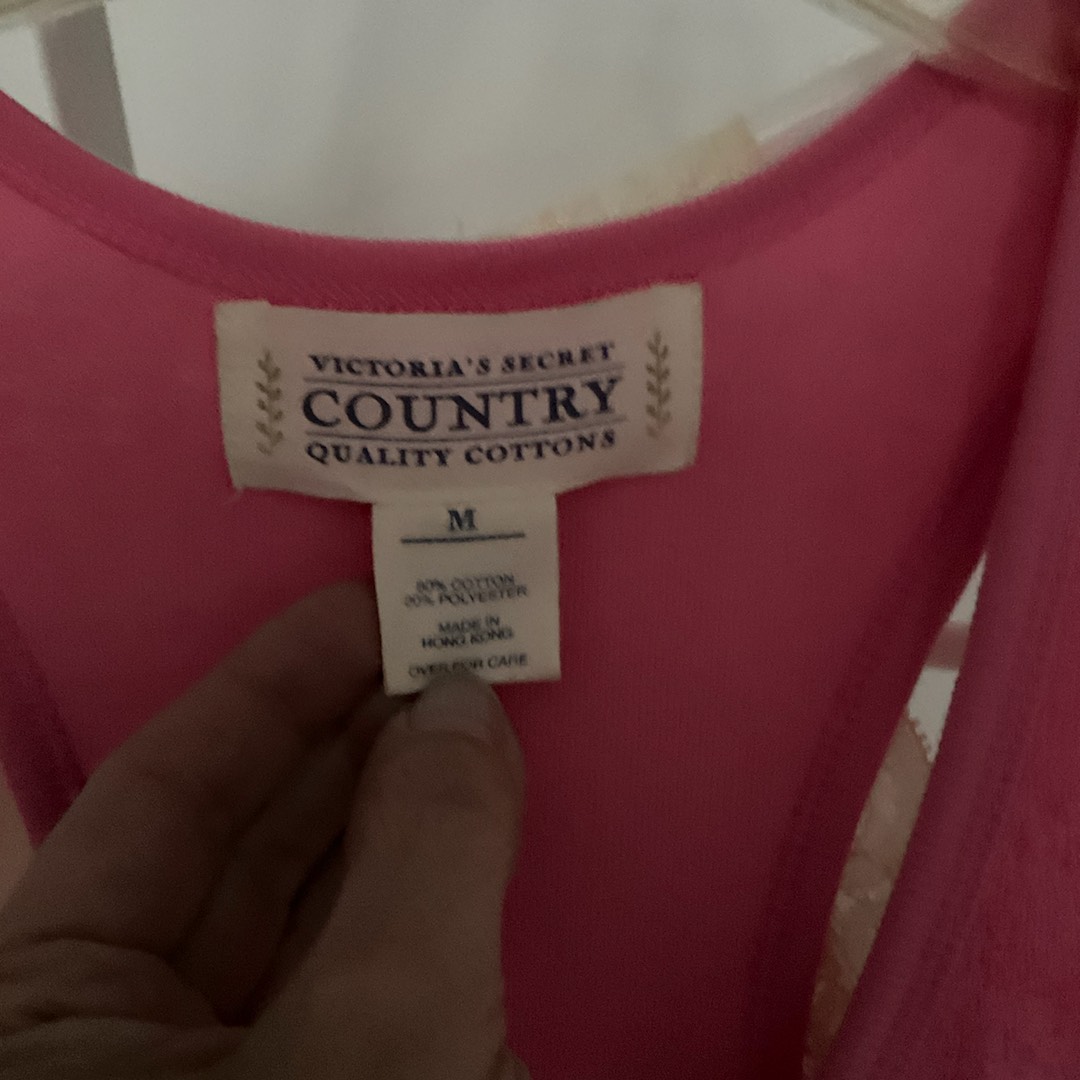 VICTORIA'S SECRET
COUNTRY
QUALITY COTTONS
M
80% COTTON
20% POLYESTER
MADE IN
HONG KONG
OVER FOR CARE